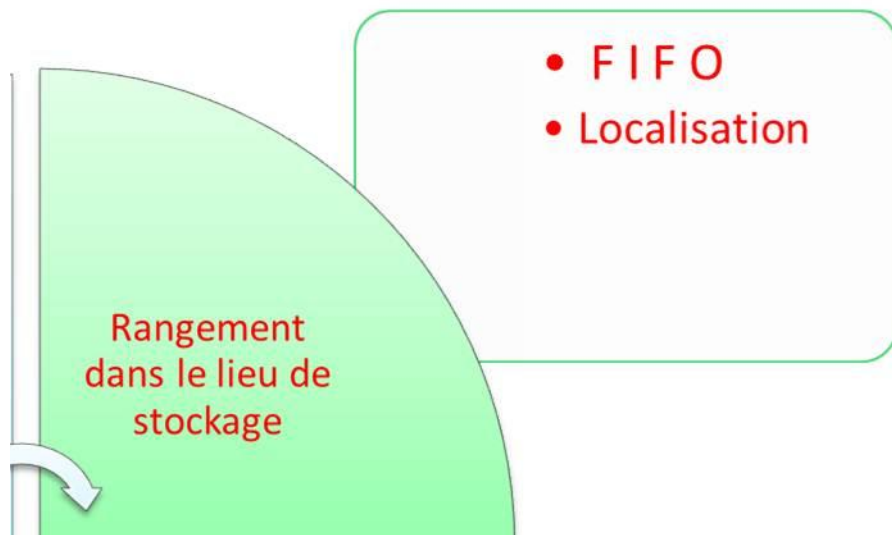 • F I F O
• Localisation
Rangement
dans le lieu de
stockage